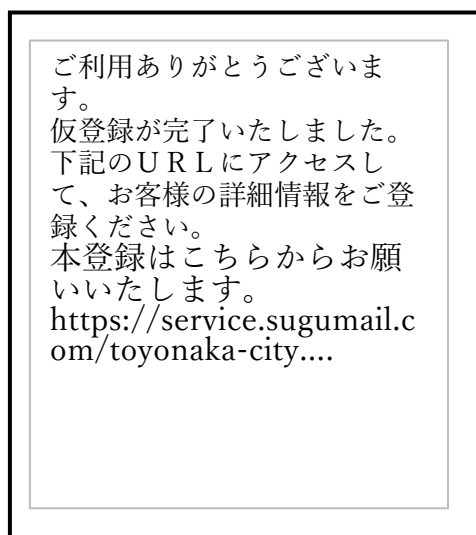 ご利用ありがとうございま
す。
仮登録が完了いたしました。
下記のＵＲＬにアクセスし
て、お客様の詳細情報をご登
録ください。
本登録はこちらからお願
いいたします。
https://service.sugumail.c
om/toyonaka-city....